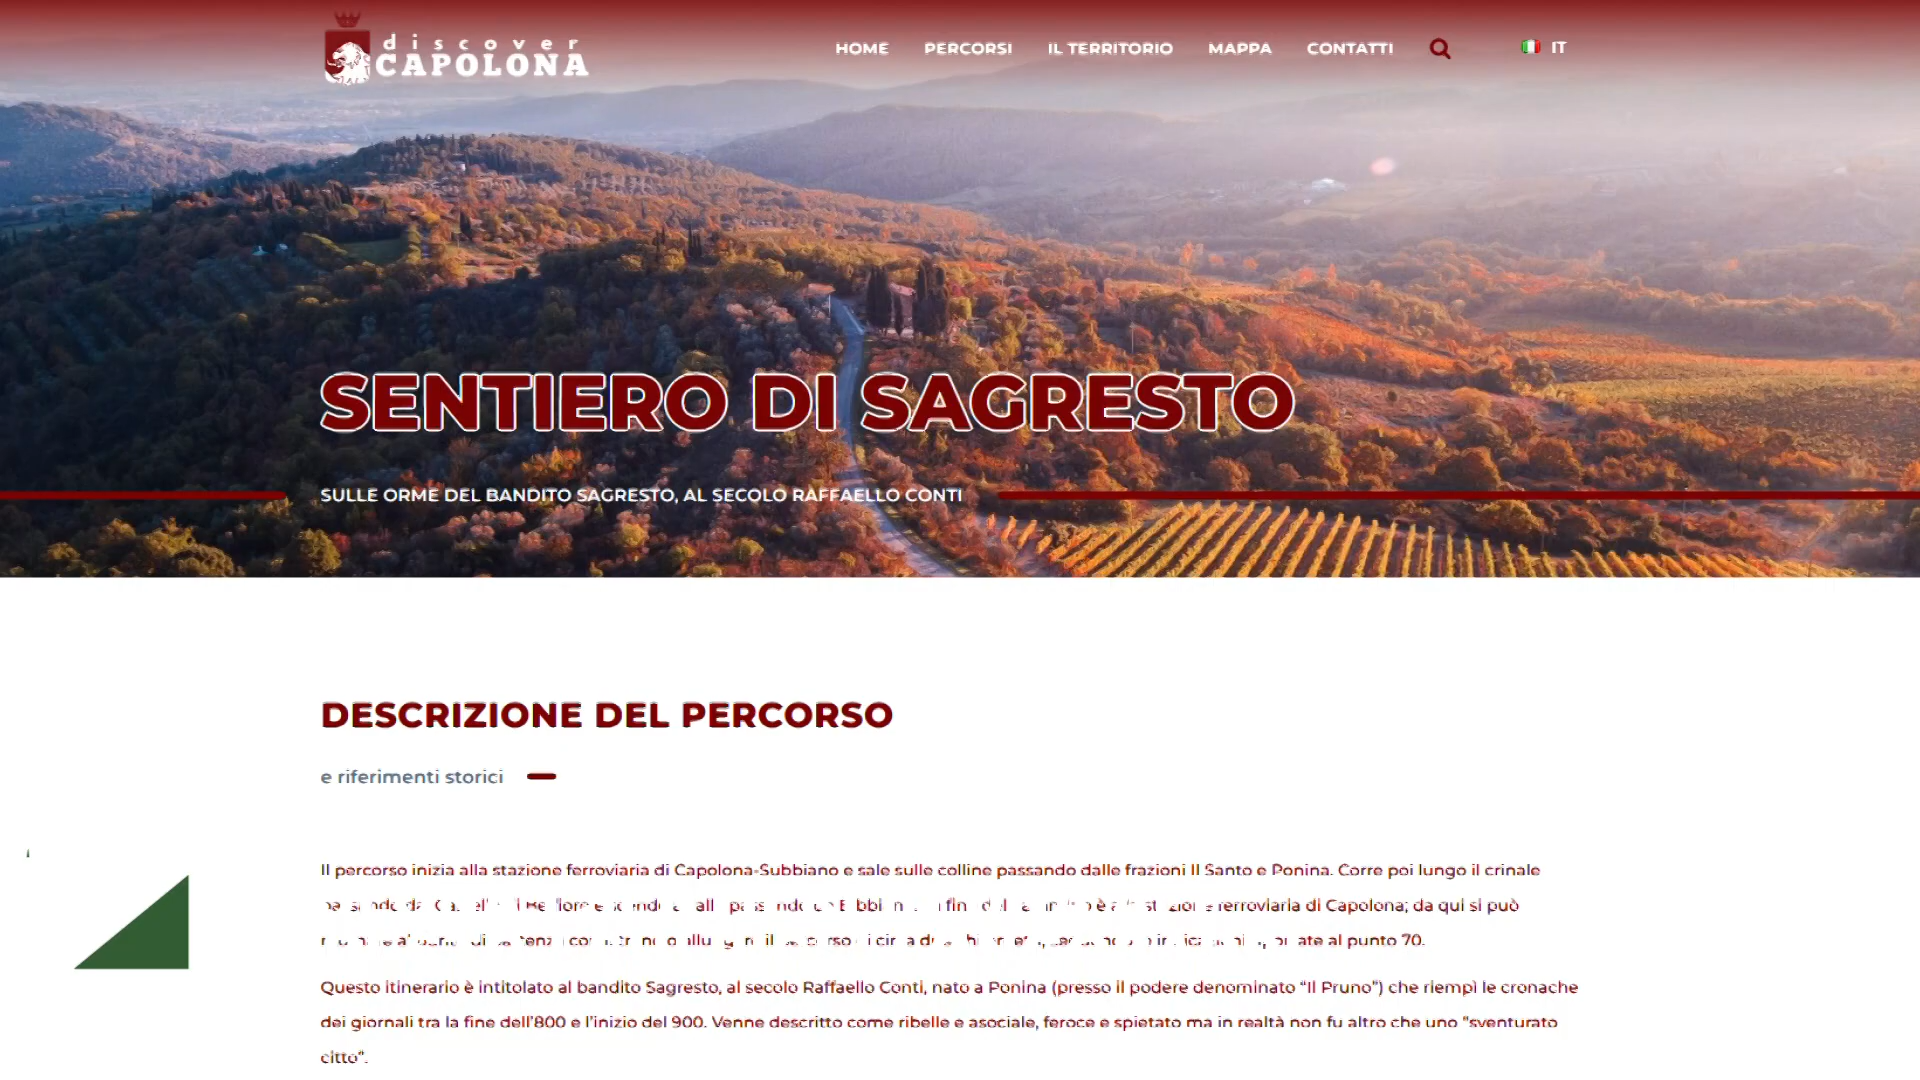 discover
CAPOLONA
HOME PERCORSI IL TERRITORIO MAPPA CONTATTI IT
SENTIERO DI SAGRESTO
SULLE ORME DEL BANDITO SAGRESTO, AL SECOLO RAFFAELLO CONTI
DESCRIZIONE DEL PERCORSO
e riferimenti storici
Il percorso inizia alla stazione ferroviaria di Capolona-Subbiano e sale sulle colline passando dalle frazioni Il Santo e Ponina. Corre poi lungo il crinale
ferroviaria di Capolona; da qui si può
al punto 70.
Questo itinerario è intitolato al bandito Sagresto, al secolo Raffaello Conti, nato a Ponina (presso il podere denominato “Il Pruno”) che riempì le cronache
dei giornali tra la fine dell’800 e l’inizio del 900. Venne descritto come ribelle e asociale, feroce e spietato ma in realtà non fu altro che uno “sventurato
citto”.